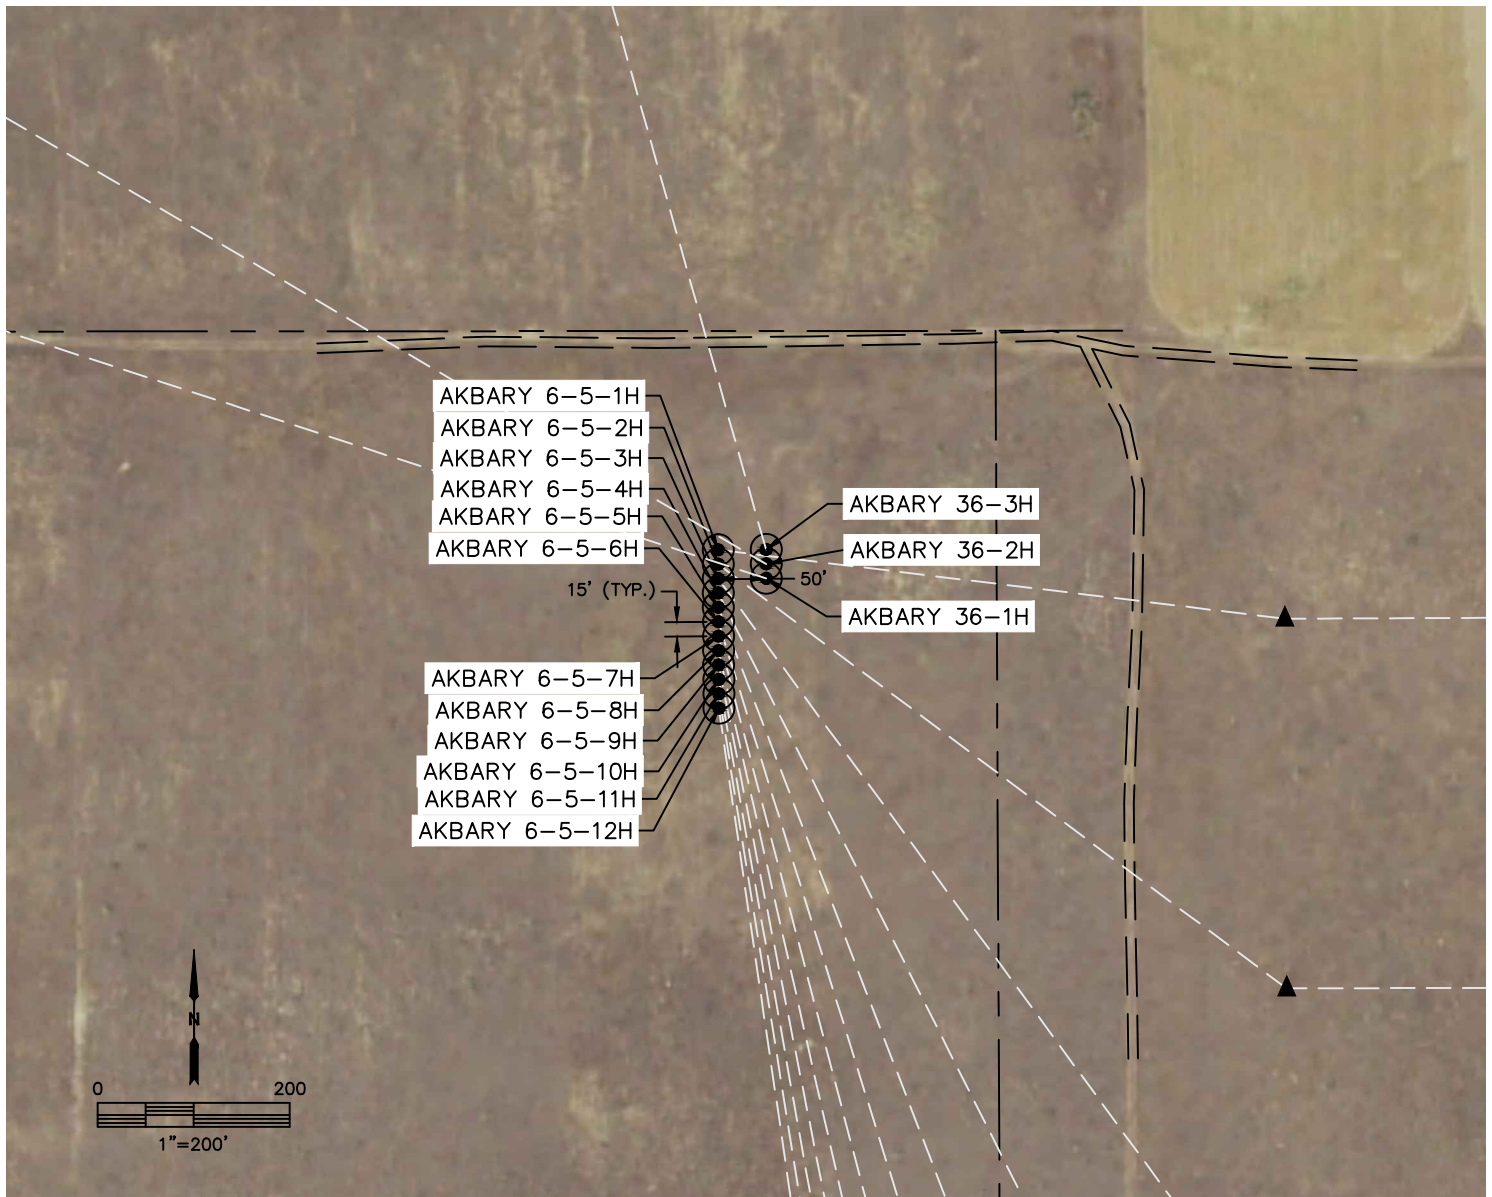 AKBARY 6-5-1H
AKBARY 6-5-2H
AKBARY 6-5-3H
AKBARY 6-5-4H
AKBARY 6-5-5H
AKBARY 6-5-6H
15' (TYP.)
AKBARY 36-3H
AKBARY 36-2H
50'
AKBARY 36-1H
AKBARY 6-5-7H
AKBARY 6-5-8H
AKBARY 6-5-9H
AKBARY 6-5-10H
AKBARY 6-5-11H
AKBARY 6-5-12H
N
0 200
1"=200'